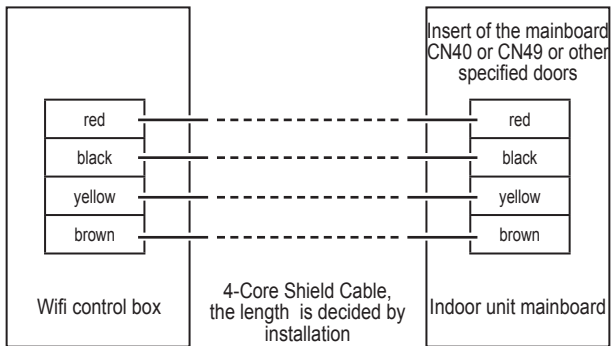 Insert of the mainboard
CN40 or CN49 or other
specified doors
red
black
yellow
brown
red
black
yellow
brown
Wifi control box
4-Core Shield Cable,
the length is decided by
installation
Indoor unit mainboard